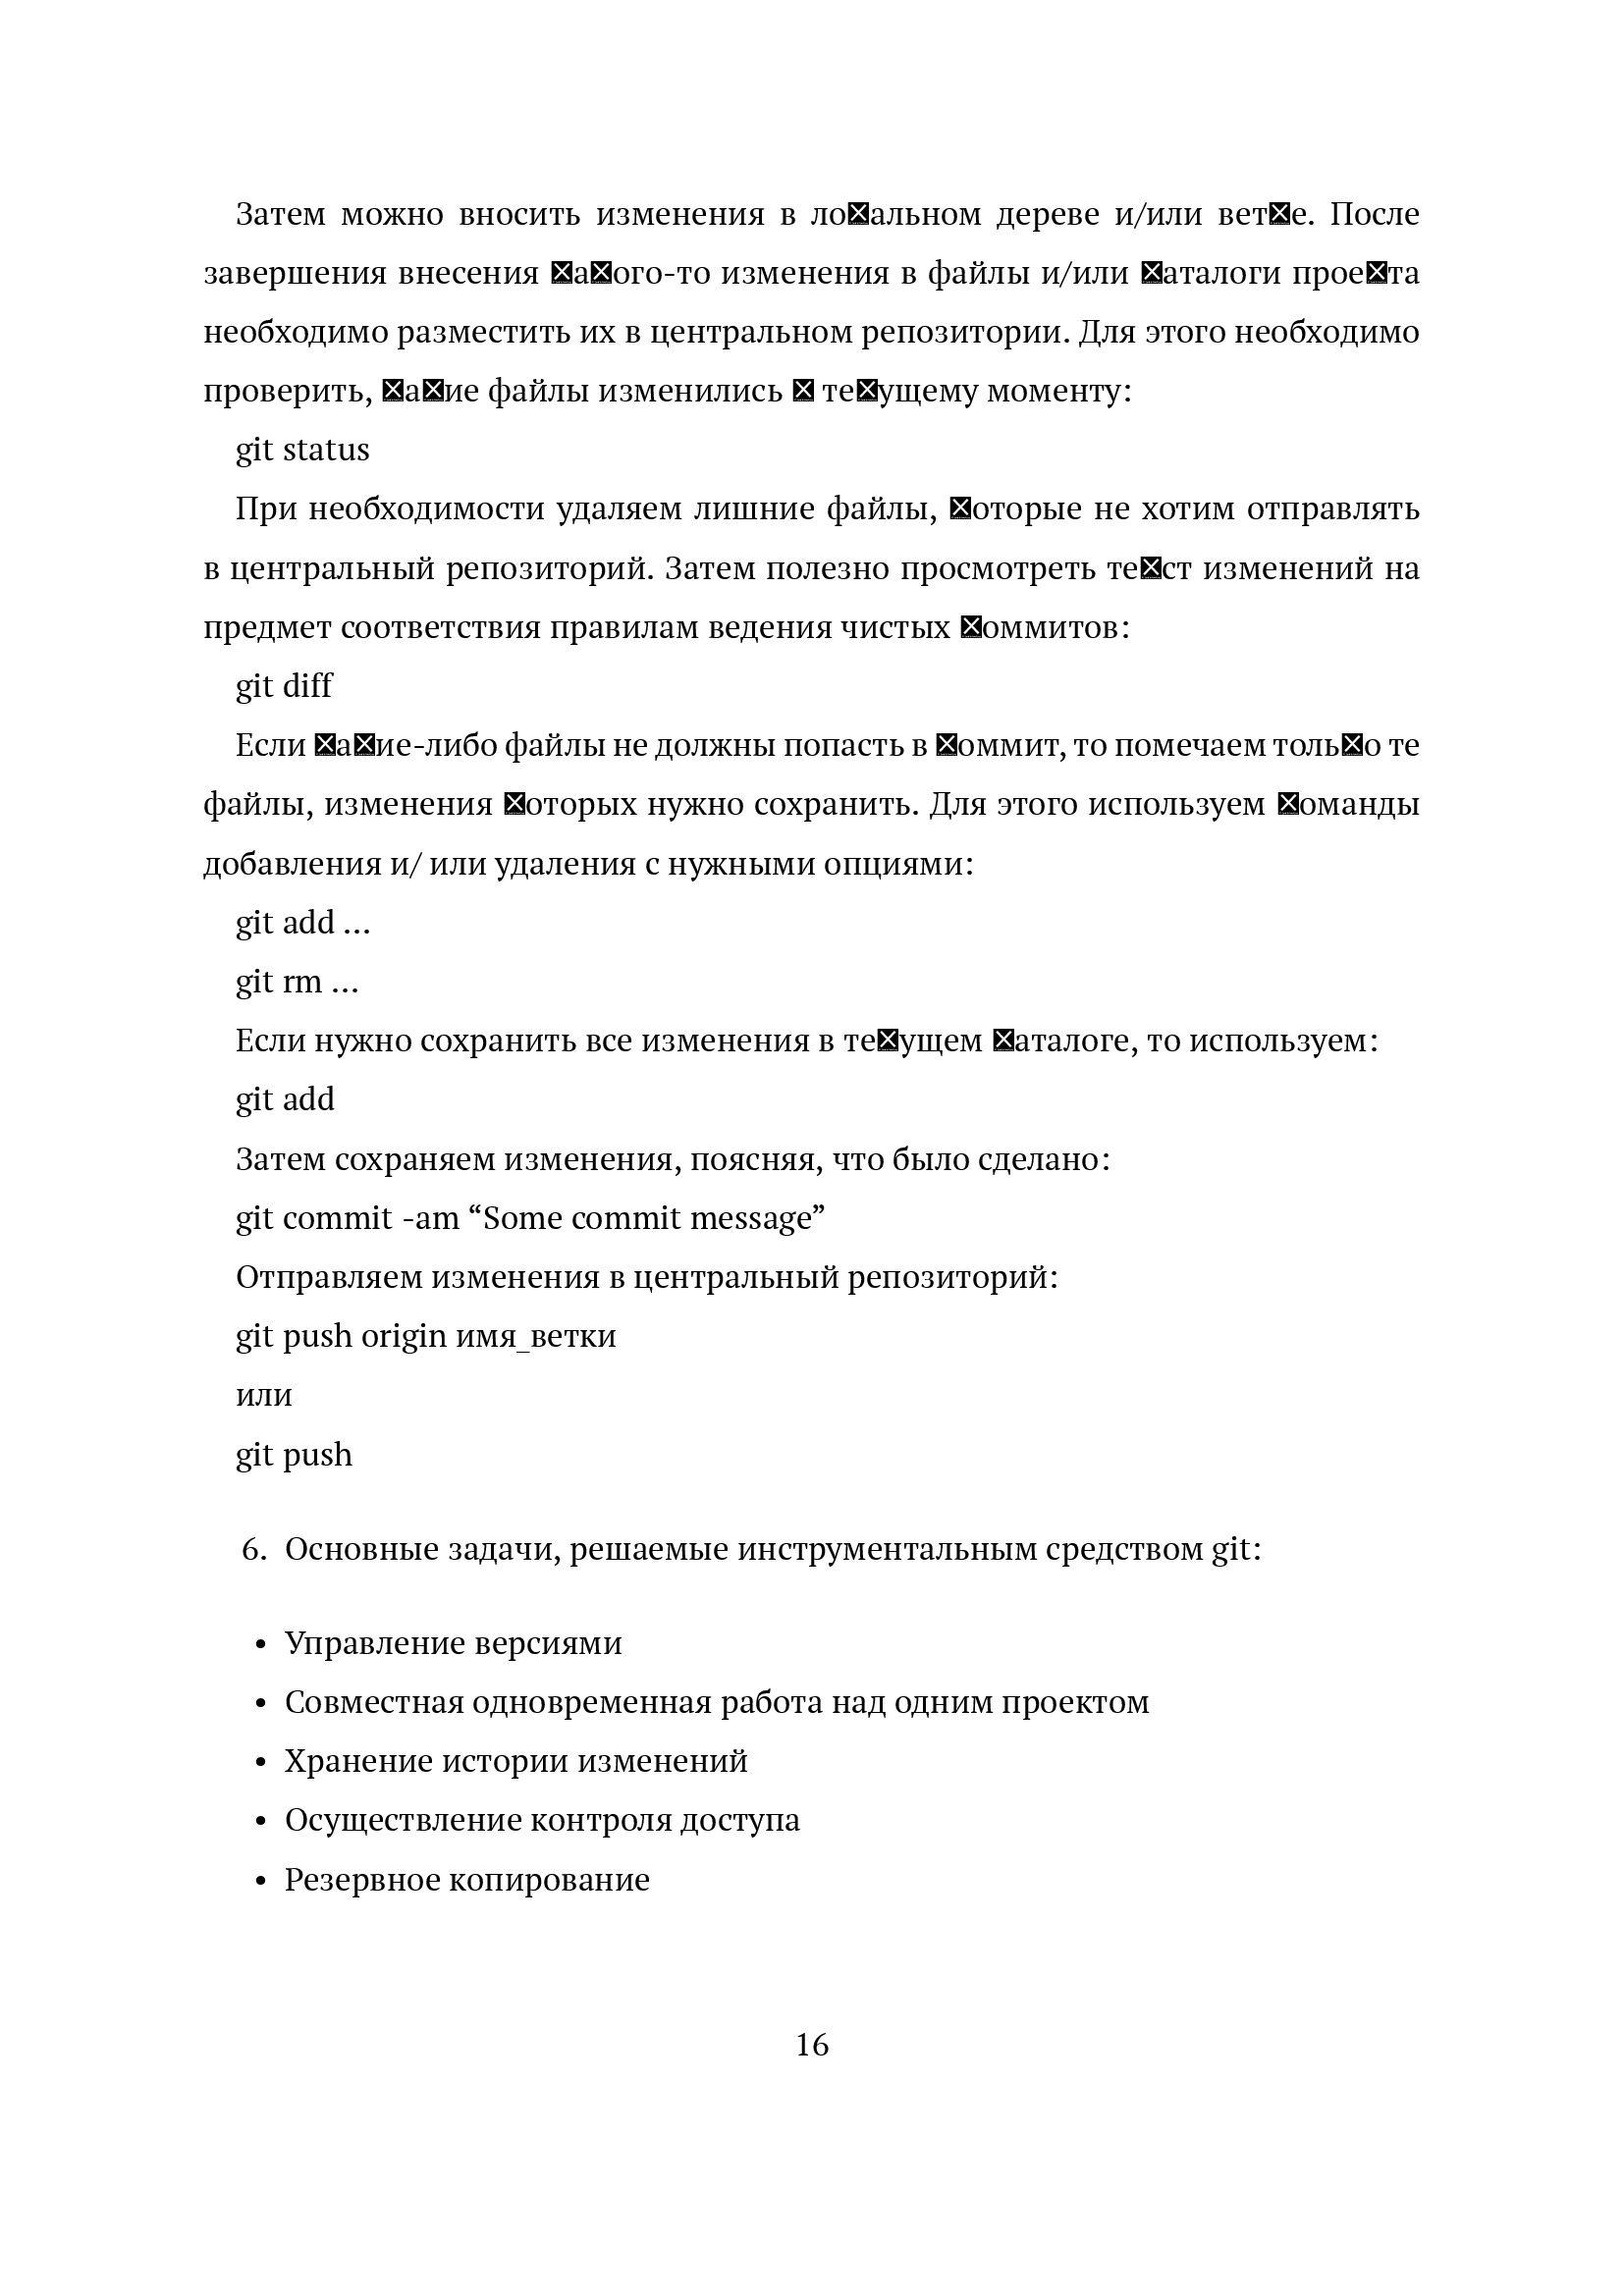 Затем можно вносить изменения в ло☒альном дереве и/или вет☒е. После
завершения внесения ☒а☒ого-то изменения в файлы и/или ☒аталоги прое☒та
необходимо разместить их в центральном репозитории. Для этого необходимо
проверить, ☒а☒ие файлы изменились ☒ те☒ущему моменту:
git status
При необходимости удаляем лишние файлы, ☒оторые не хотим отправлять
в центральный репозиторий. Затем полезно просмотреть те☒ст изменений на
предмет соответствия правилам ведения чистых ☒оммитов:
git diff
Если ☒а☒ие-либо файлы не должны попасть в ☒оммит, то помечаем толь☒о те
файлы, изменения ☒оторых нужно сохранить. Для этого используем ☒оманды
добавления и/ или удаления с нужными опциями:
git add …
git rm …
Если нужно сохранить все изменения в те☒ущем ☒аталоге, то используем:
git add
Затем сохраняем изменения, поясняя, что было сделано:
git commit -am “Some commit message”
Отправляем изменения в центральный репозиторий:
git push origin имя_ветки
или
git push
6. Основные задачи, решаемые инструментальным средством git:
• Управление версиями
• Совместная одновременная работа над одним проектом
• Хранение истории изменений
• Осуществление контроля доступа
• Резервное копирование
16